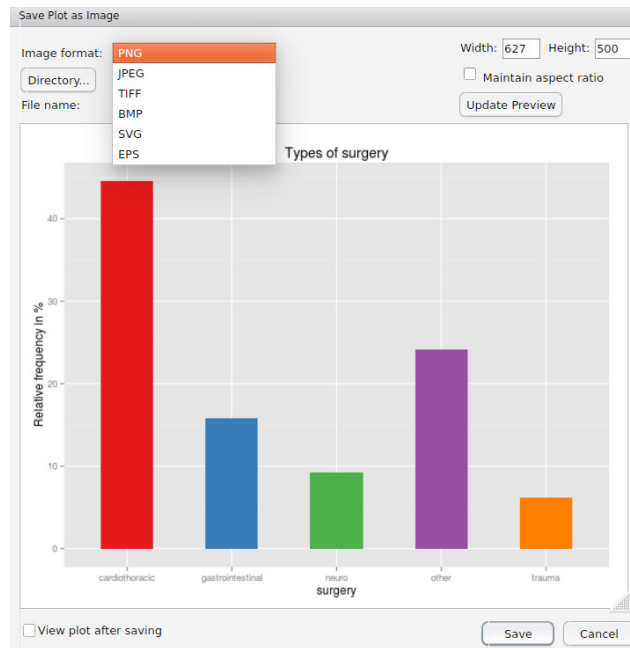 Save Plot as Image
Image format: PNG
Width: 627 Height: 500
JPEG
Directory...
Maintain aspect ratio
TIFF
File name:
Update Preview
BMP
SVG
EPS
Types of surgery
Relative frequency in %
40
30
20
10
0
cardiothoracic gastrointestinal neuro other trauma
surgery
View plot after saving
Save Cancel